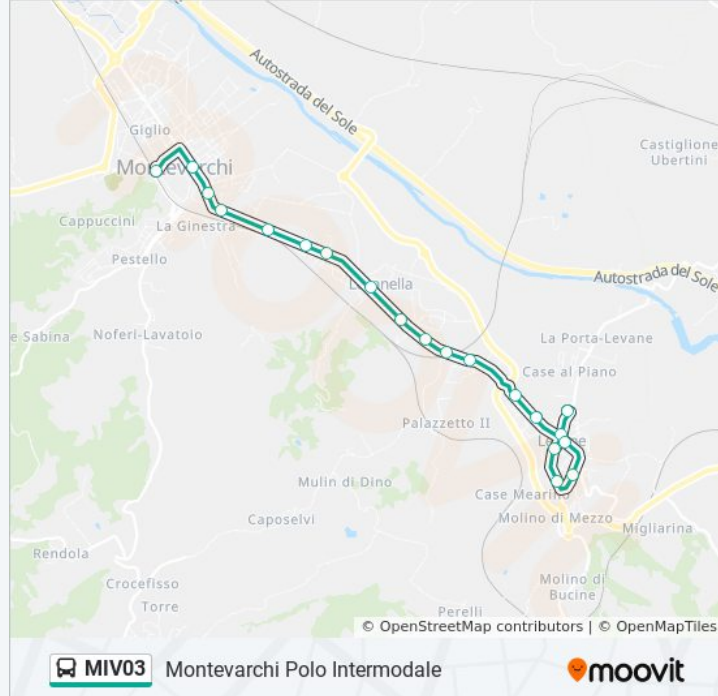 Autostrada del Sole
Giglio
Castiglione
Ubertini
Montevarchi
Cappuccini
La Ginestra
Pestello
Levanella
Autostrada del Sole
e Sabina
Noferi-Lavatoio
La Porta-Levane
Case al Piano
Palazzetto II
Levane
Mulin di Dino
Case Mearino
Caposelvi
Molino di Mezzo
Migliarina
Rendola
Crocefisso
Torre
Molino di
Bucine
Perelli
© OpenStreetMap contributors | © OpenMapTiles
MIV03 Montevarchi Polo Intermodale
moovit